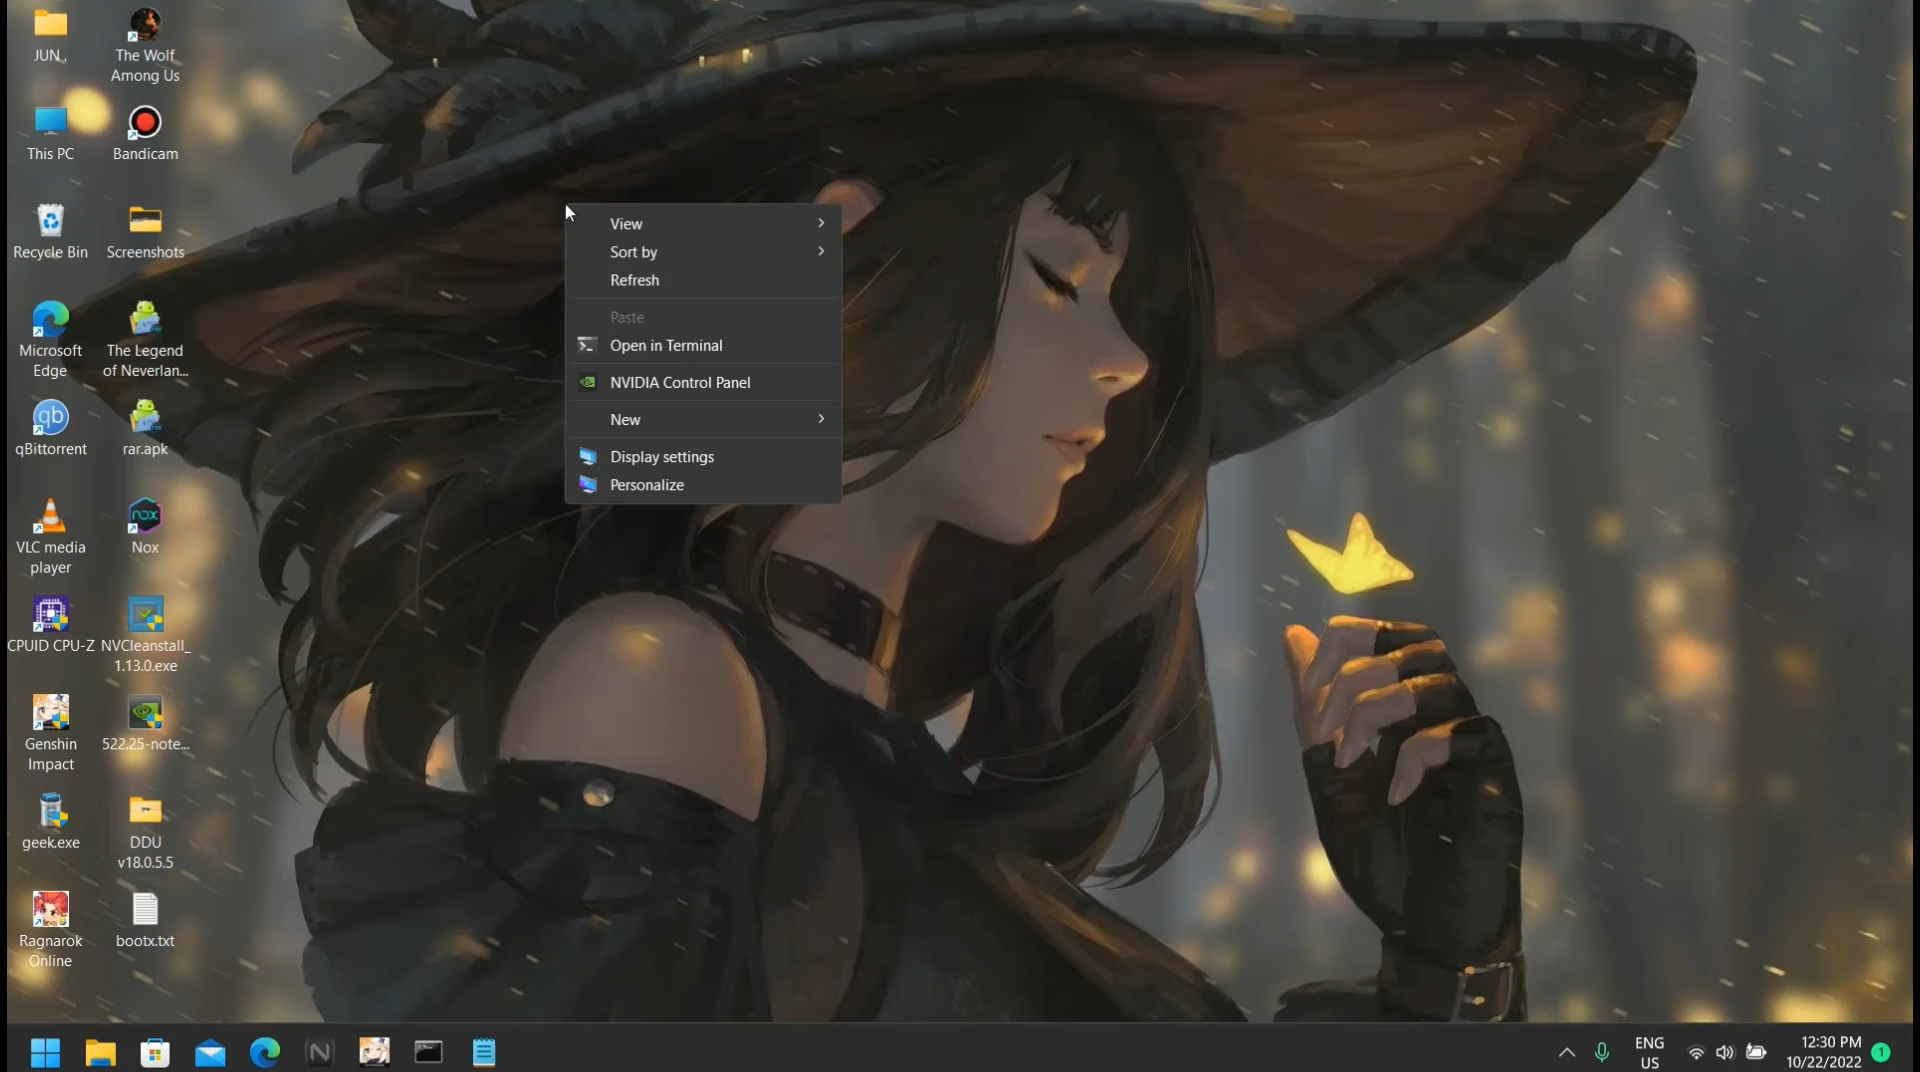 JUN ,
The Wolf
Among Us
This PC
Bandicam
Recycle Bin
Screenshots
Microsoft
Edge
The Legend
of Neverlan...
qBittorrent
rar.apk
VLC media
player
Nox
CPUID CPU-Z
NVCleanstall_
1.13.0.exe
Genshin
Impact
522.25-note...
geek.exe
DDU
v18.0.5.5
Ragnarok
Online
bootx.txt
View
Sort by
Refresh
Paste
Open in Terminal
NVIDIA Control Panel
New
Display settings
Personalize
qb
nox
N
ENG
US
12:30 PM
10/22/2022
1